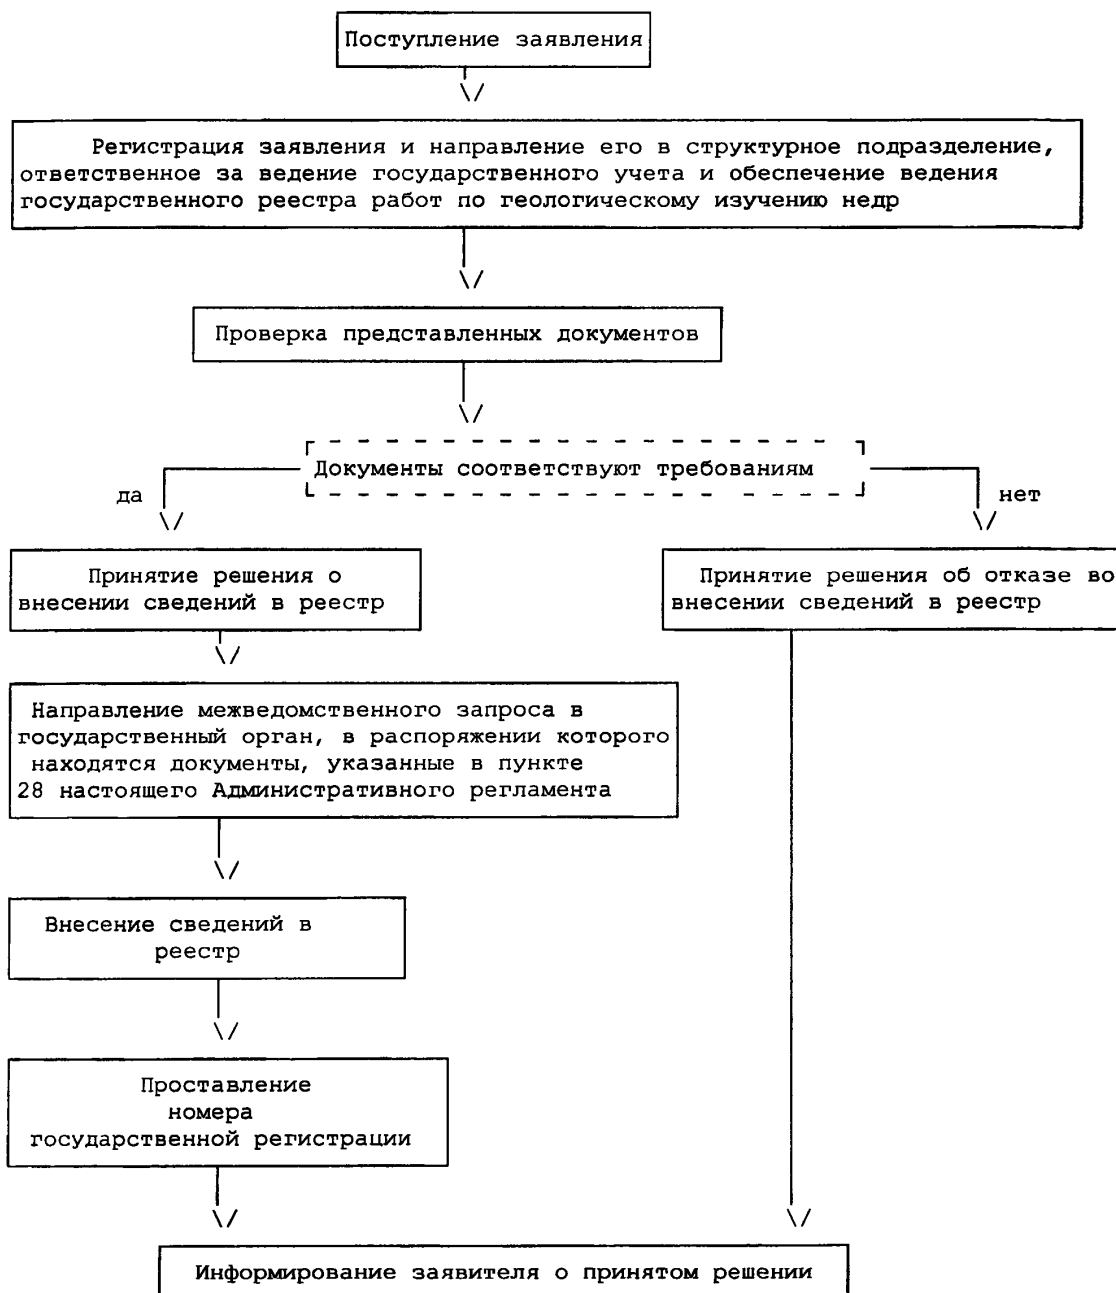 Поступление заявления
Регистрация заявления и направление его в структурное подразделение,
ответственное за ведение государственного учета и обеспечение ведения
государственного реестра работ по геологическому изучению недр
Проверка представленных документов
Документы соответствуют требованиям
да
нет
Принятие решения о
внесении сведений в реестр
Принятие решения об отказе во
внесении сведений в реестр
Направление межведомственного запроса в
государственный орган, в распоряжении которого
находятся документы, указанные в пункте
28 настоящего Административного регламента
Внесение сведений в
реестр
Проставление
номера
государственной регистрации
Информирование заявителя о принятом решении